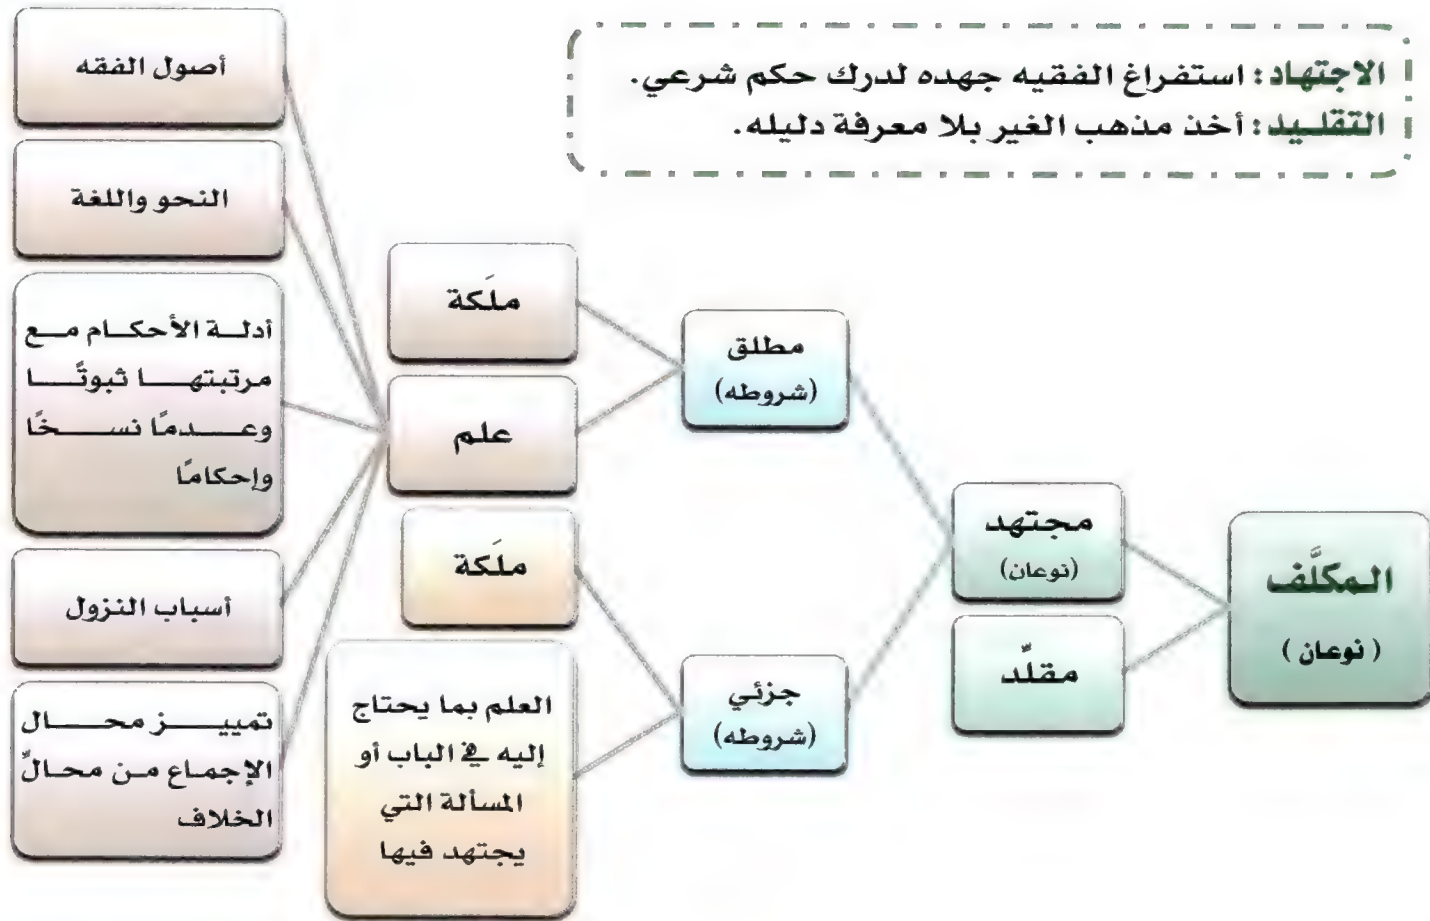 الاجتهاد: استفراغ الفقيه جهده لدرك حكم شرعي.
التقليد: أخذ مذهب الغير بلا معرفة دليله.
المكلَّف
(نوعان)
مجتهد
(نوعان)
مقلّد
مطلق
(شروطه)
جزئي
(شروطه)
ملَكة
علم
ملَكة
العلم بما يحتاج
إليه في الباب أو
المسألة التي
يجتهد فيها
أصول الفقه
النحو واللغة
أدلة الأحكام مع
مرتبتها ثبوتًا
وعدمًا نسخًا
وإحكامًا
أسباب النزول
تمييز محال
الإجماع من محالّ
الخلاف